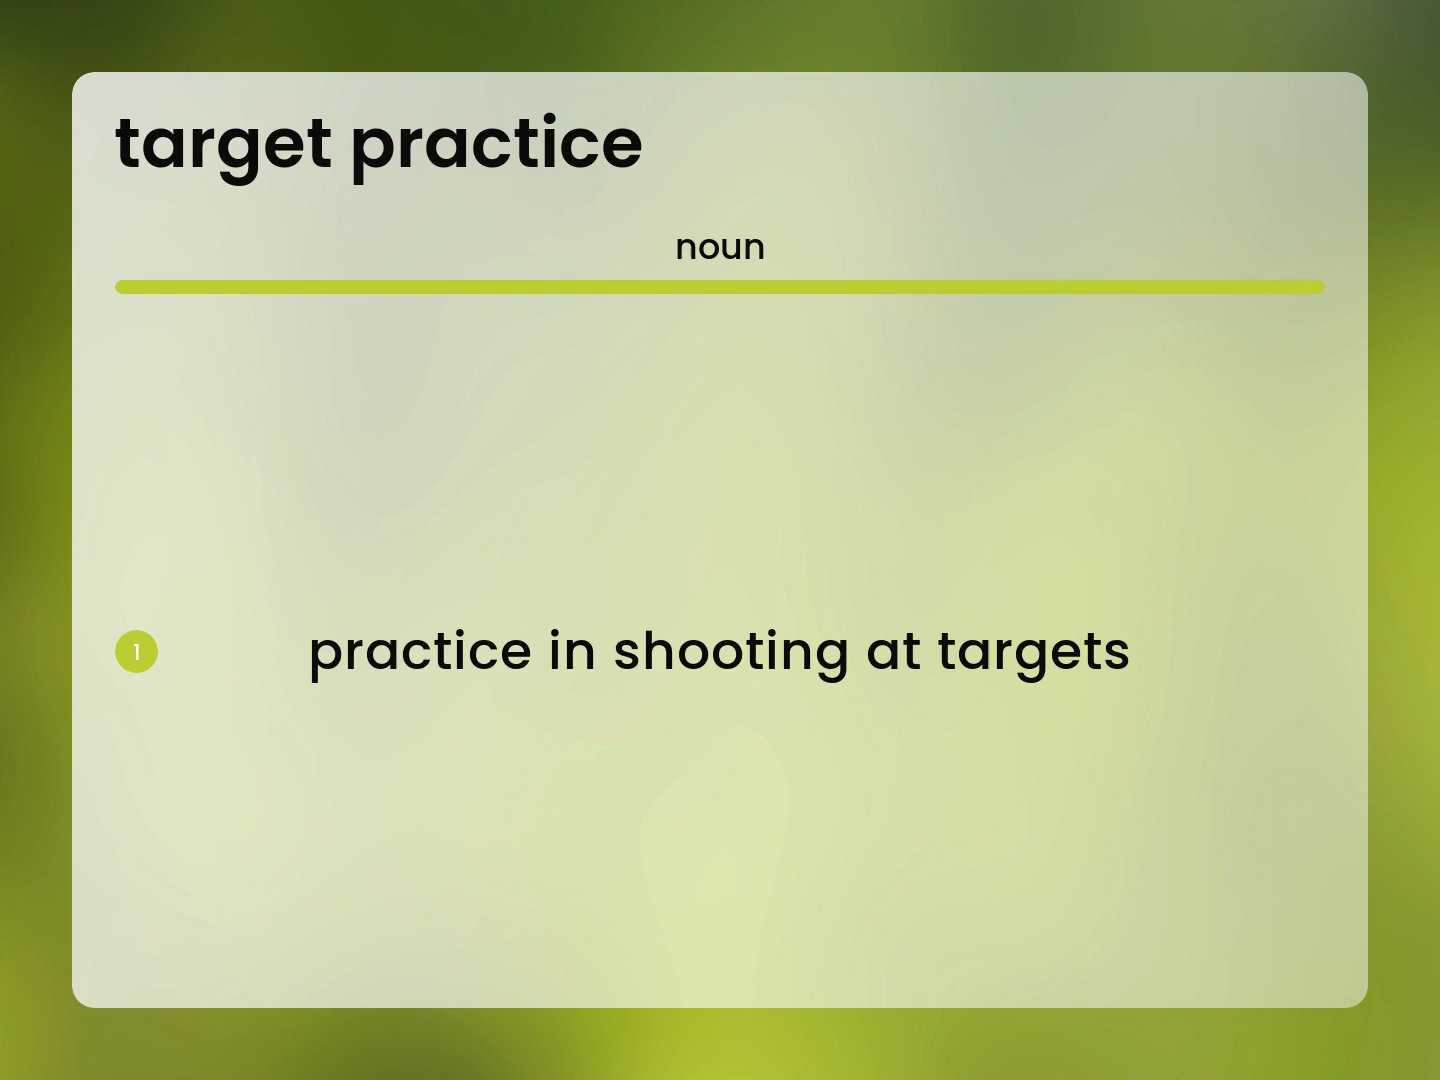 target practice
noun
1 practice in shooting at targets